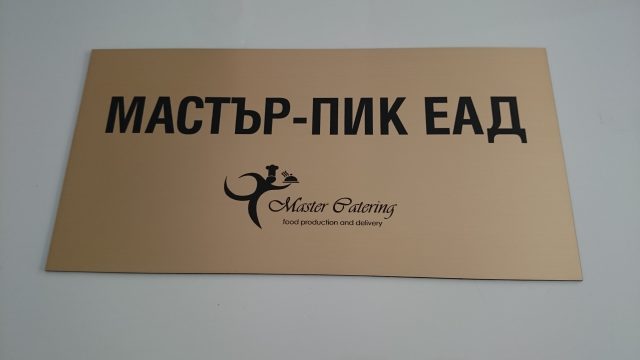 МАСТЪР-ПИК ЕАД
Master Catering
food production and delivery